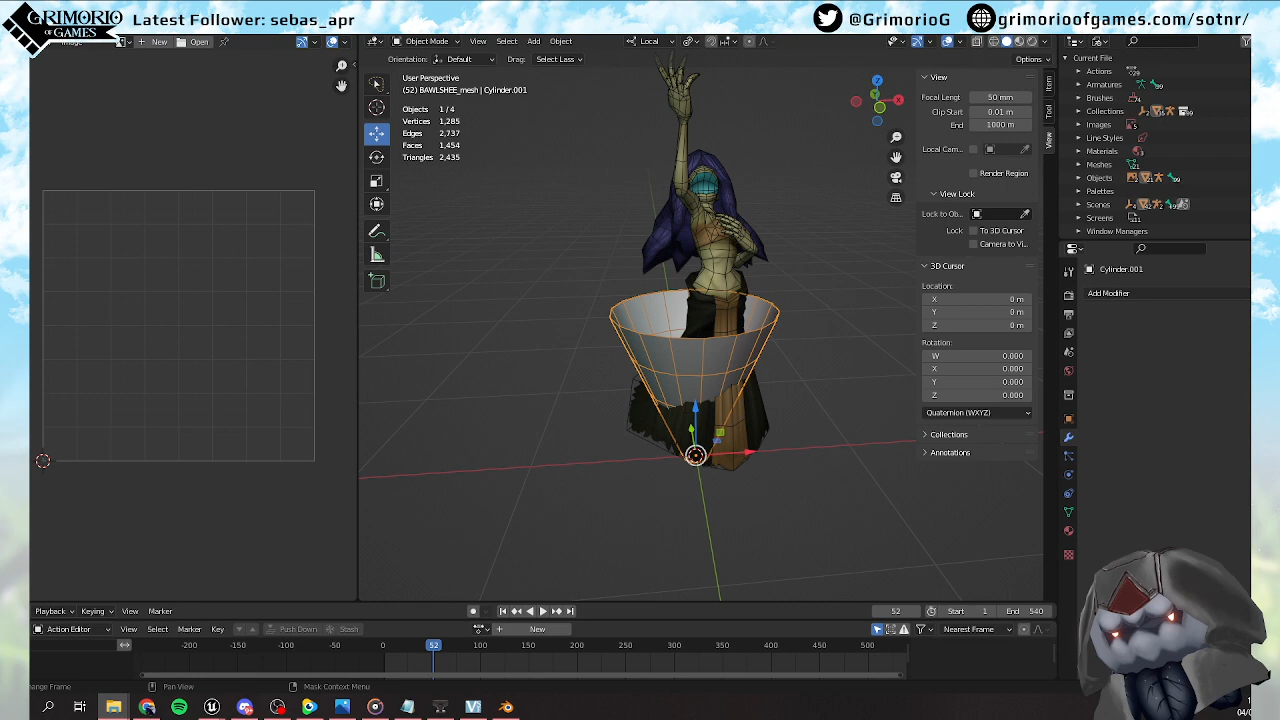 GRIMORIO
OF GAMES
Latest Follower: sebas_apr
@GrimorioG
grimorioofgames.com/sotnr/
Image
New
Open
Object Mode
View
Select
Add
Object
Local
Orientation:
Default
Drag:
Select Lass
Options
User Perspective
Objects 1/4
Vertices 1,285
Edges 2,737
Faces 1,454
Triangles 2,435
View
Focal Lengt
50 mm
Clip Start
0.01 m
End
1000 m
Local Cam..
Render Region
View Lock
Lock to Ob..
Lock
To 3D Cursor
Camera to Vi...
3D Cursor
Location:
X 0 m
Y 0 m
Z 0 m
Rotation:
W 0.000
X 0.000
Y 0.000
Z 0.000
Quaternion (WXYZ)
Collections
Annotations
Item
Tool
View
Current File
Actions
Armatures
Brushes
Collections
Images
Line Styles
Materials
Meshes
Objects
Palettes
Scenes
Screens
Window Managers
Cylinder.001
Add Modifier
Playback
Keying
View
Marker
52
Start 1
End 540
Action Editor
View
Select
Marker
Key
Push Down
Stash
New
Nearest Frame
-200
-150
-100
-50
0
52
100
150
200
250
300
350
400
450
500
ange Frame
Pan View
Mask Context Menu